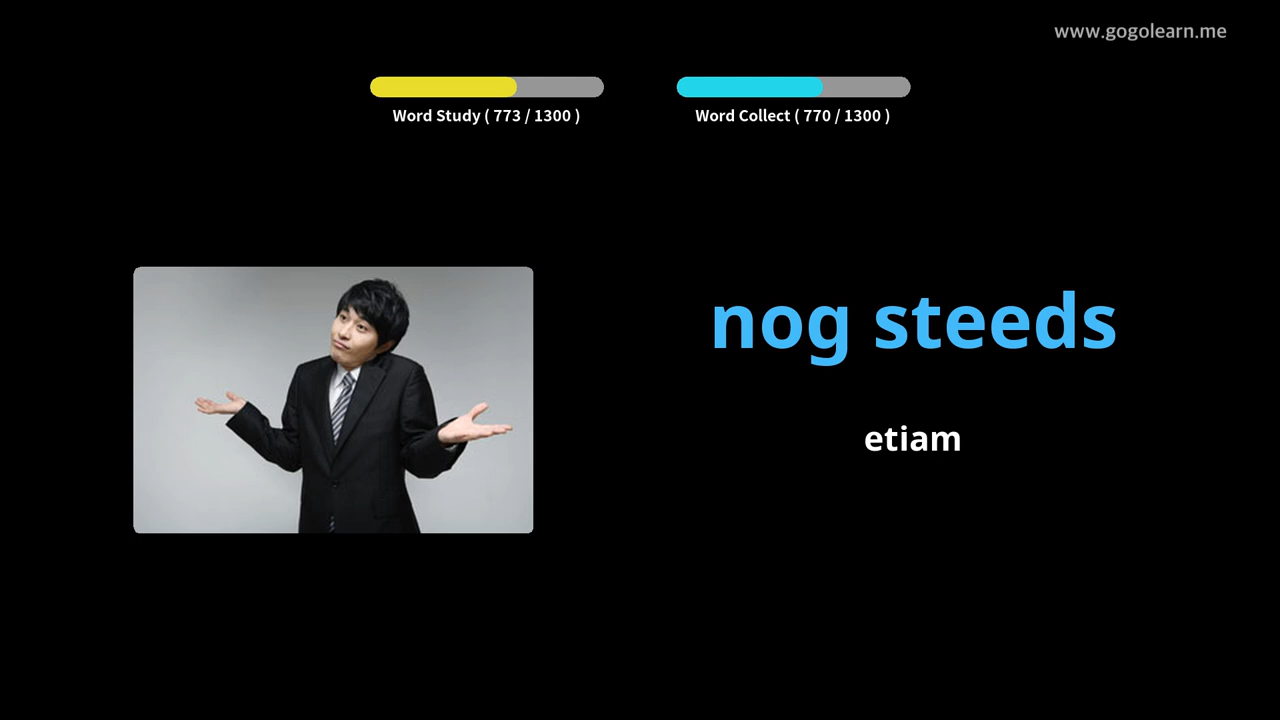 www.gogolearn.me
Word Study ( 773 / 1300 )
Word Collect ( 770 / 1300 )
nog steeds
etiam